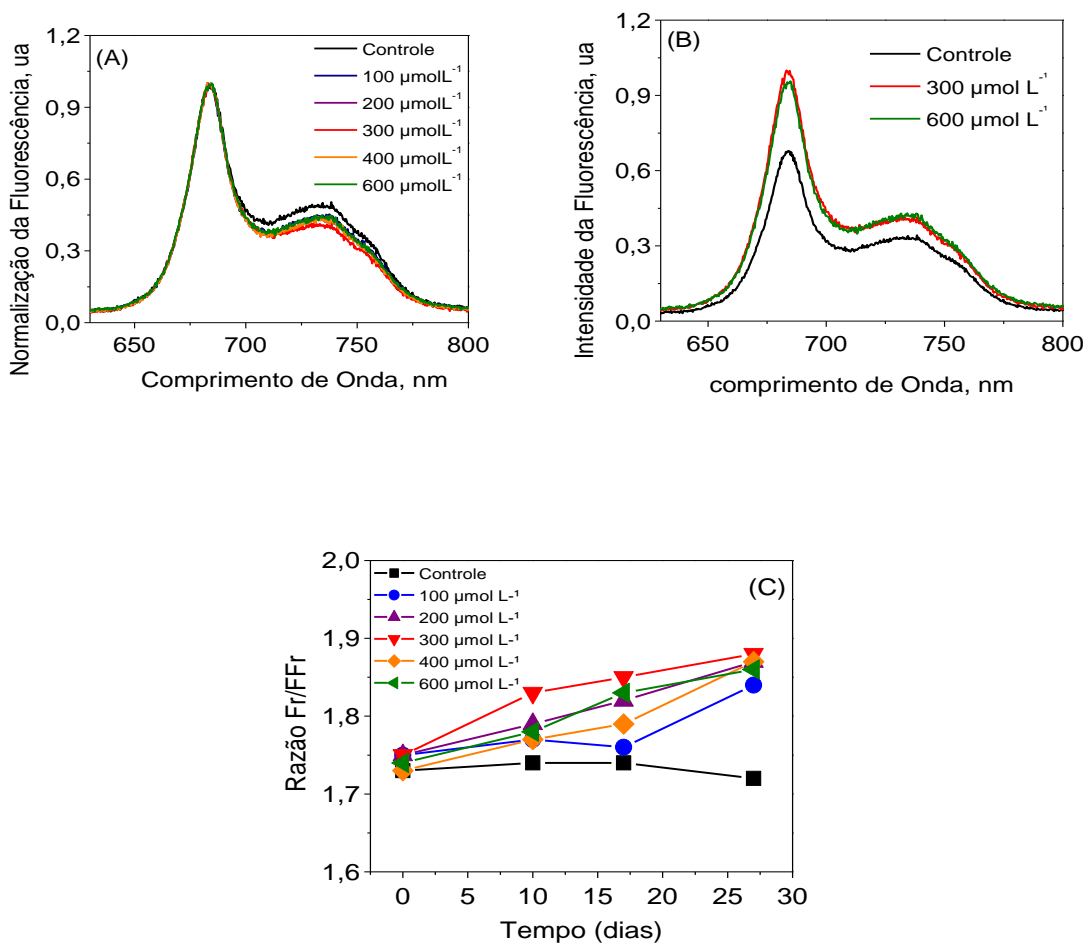 (A)
Normalização da Fluorescência, ua
1,2
0,9
0,6
0,3
0,0
Controle
100 µmolL⁻¹
200 µmolL⁻¹
300 µmolL⁻¹
400 µmolL⁻¹
600 µmolL⁻¹
650 700 750 800
Comprimento de Onda, nm
(B)
Intensidade da Fluorescência, ua
1,2
0,9
0,6
0,3
0,0
Controle
300 µmol L⁻¹
600 µmol L⁻¹
650 700 750 800
comprimento de Onda, nm
(C)
Razão Fr/FFr
2,0
1,9
1,8
1,7
1,6
Controle
100 µmol L-¹
200 µmol L-¹
300 µmol L-¹
400 µmol L-¹
600 µmol L-¹
0 5 10 15 20 25 30
Tempo (dias)